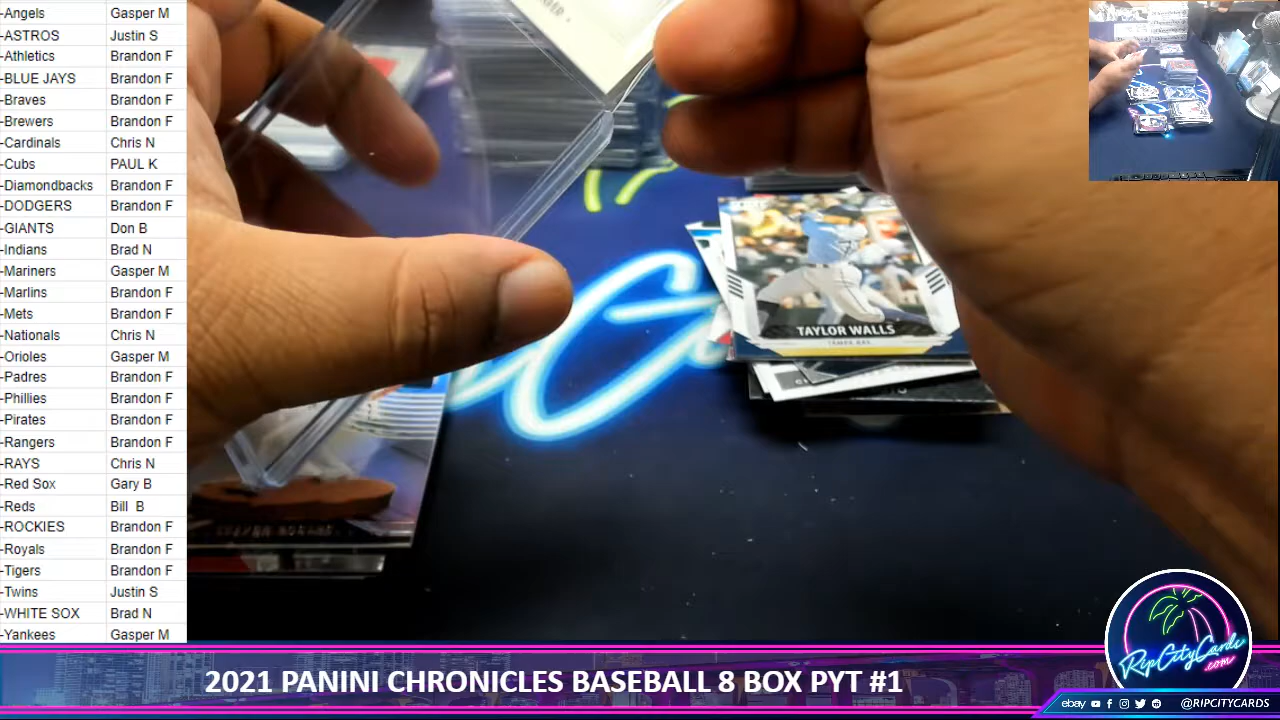 -Angels Gasper M
-ASTROS Justin S
-Athletics Brandon F
-BLUE JAYS Brandon F
-Braves Brandon F
-Brewers Brandon F
-Cardinals Chris N
-Cubs PAUL K
-Diamondbacks Brandon F
-DODGERS Brandon F
-GIANTS Don B
-Indians Brad N
-Mariners Gasper M
-Marlins Brandon F
-Mets Brandon F
-Nationals Chris N
-Orioles Gasper M
-Padres Brandon F
-Phillies Brandon F
-Pirates Brandon F
-Rangers Brandon F
-RAYS Chris N
-Red Sox Gary B
-Reds Bill B
-ROCKIES Brandon F
-Royals Brandon F
-Tigers Brandon F
-Twins Justin S
-WHITE SOX Brad N
-Yankees Gasper M
TAYLOR WALLS
TAMPA BAY
RipCityCards
.com
2021 PANINI CHRONICLES BASEBALL 8 BOX PYT #1
ebay @RIPCITYCARDS